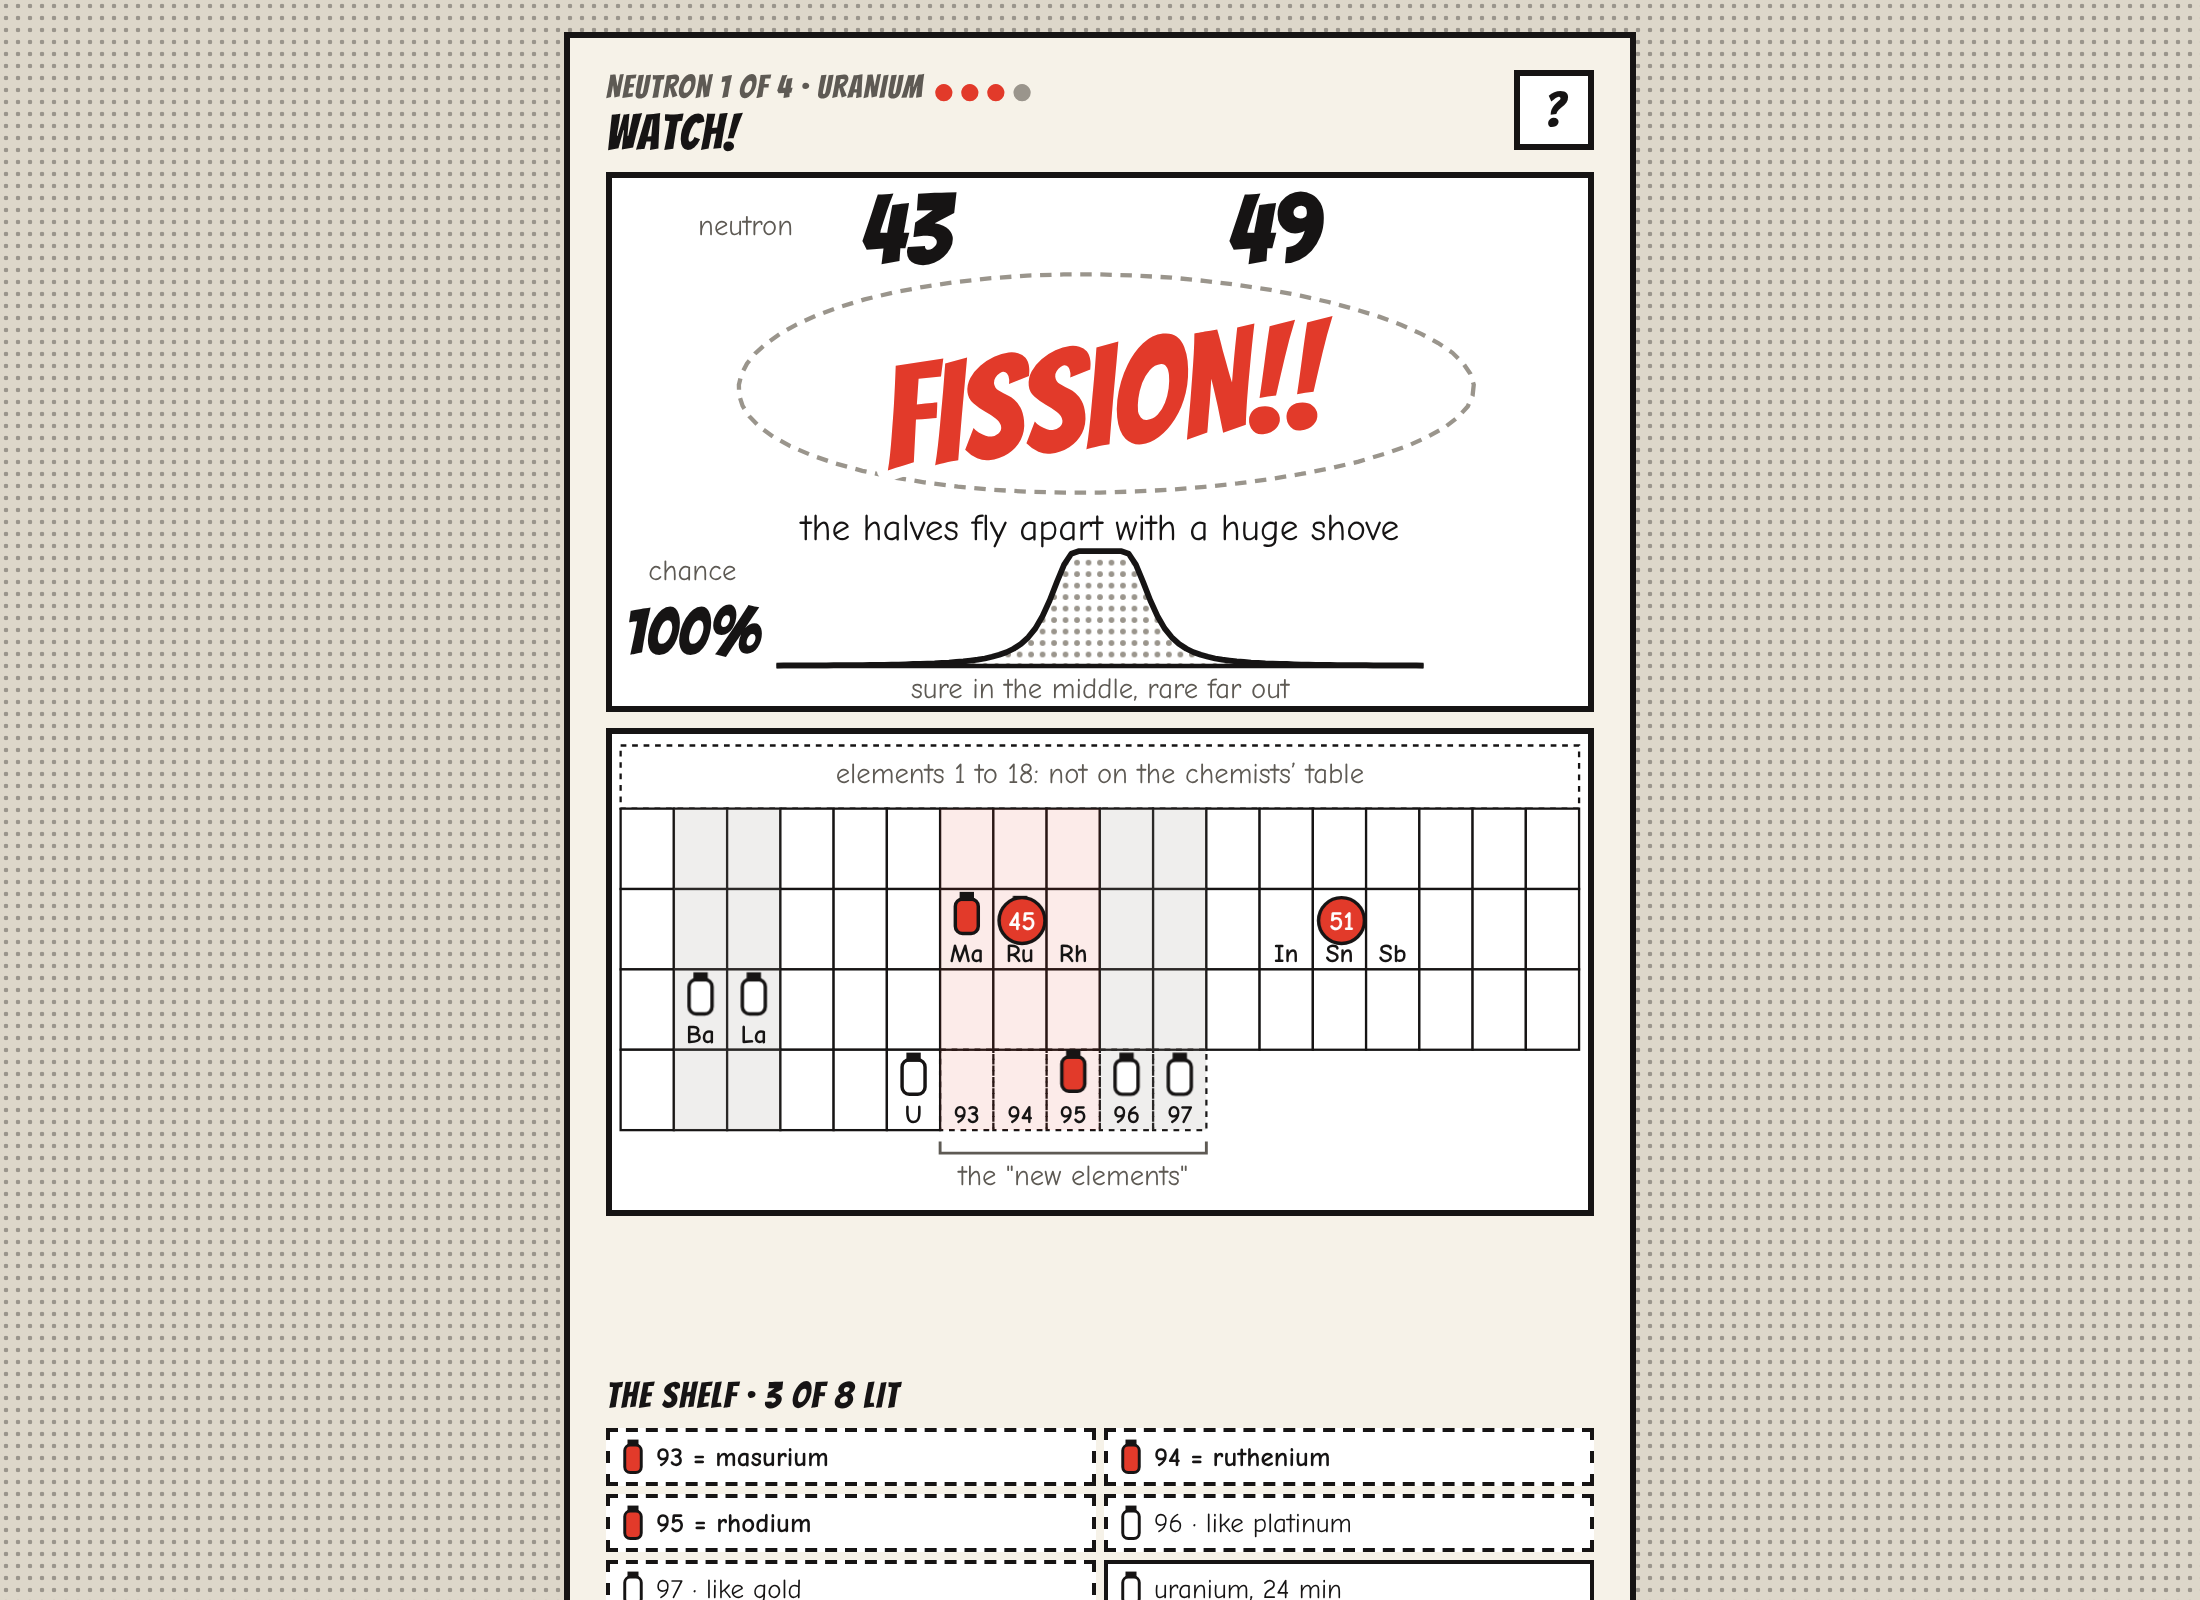 NEUTRON 1 OF 4 · URANIUM
WATCH!
?
neutron
43
49
FISSION!!
the halves fly apart with a huge shove
chance
100%
sure in the middle, rare far out
elements 1 to 18: not on the chemists' table
45
51
Ma Ru Rh In Sn Sb
Ba La
U 93 94 95 96 97
the "new elements"
THE SHELF · 3 OF 8 LIT
93 = masurium
94 = ruthenium
95 = rhodium
96 · like platinum
97 · like gold
uranium, 24 min